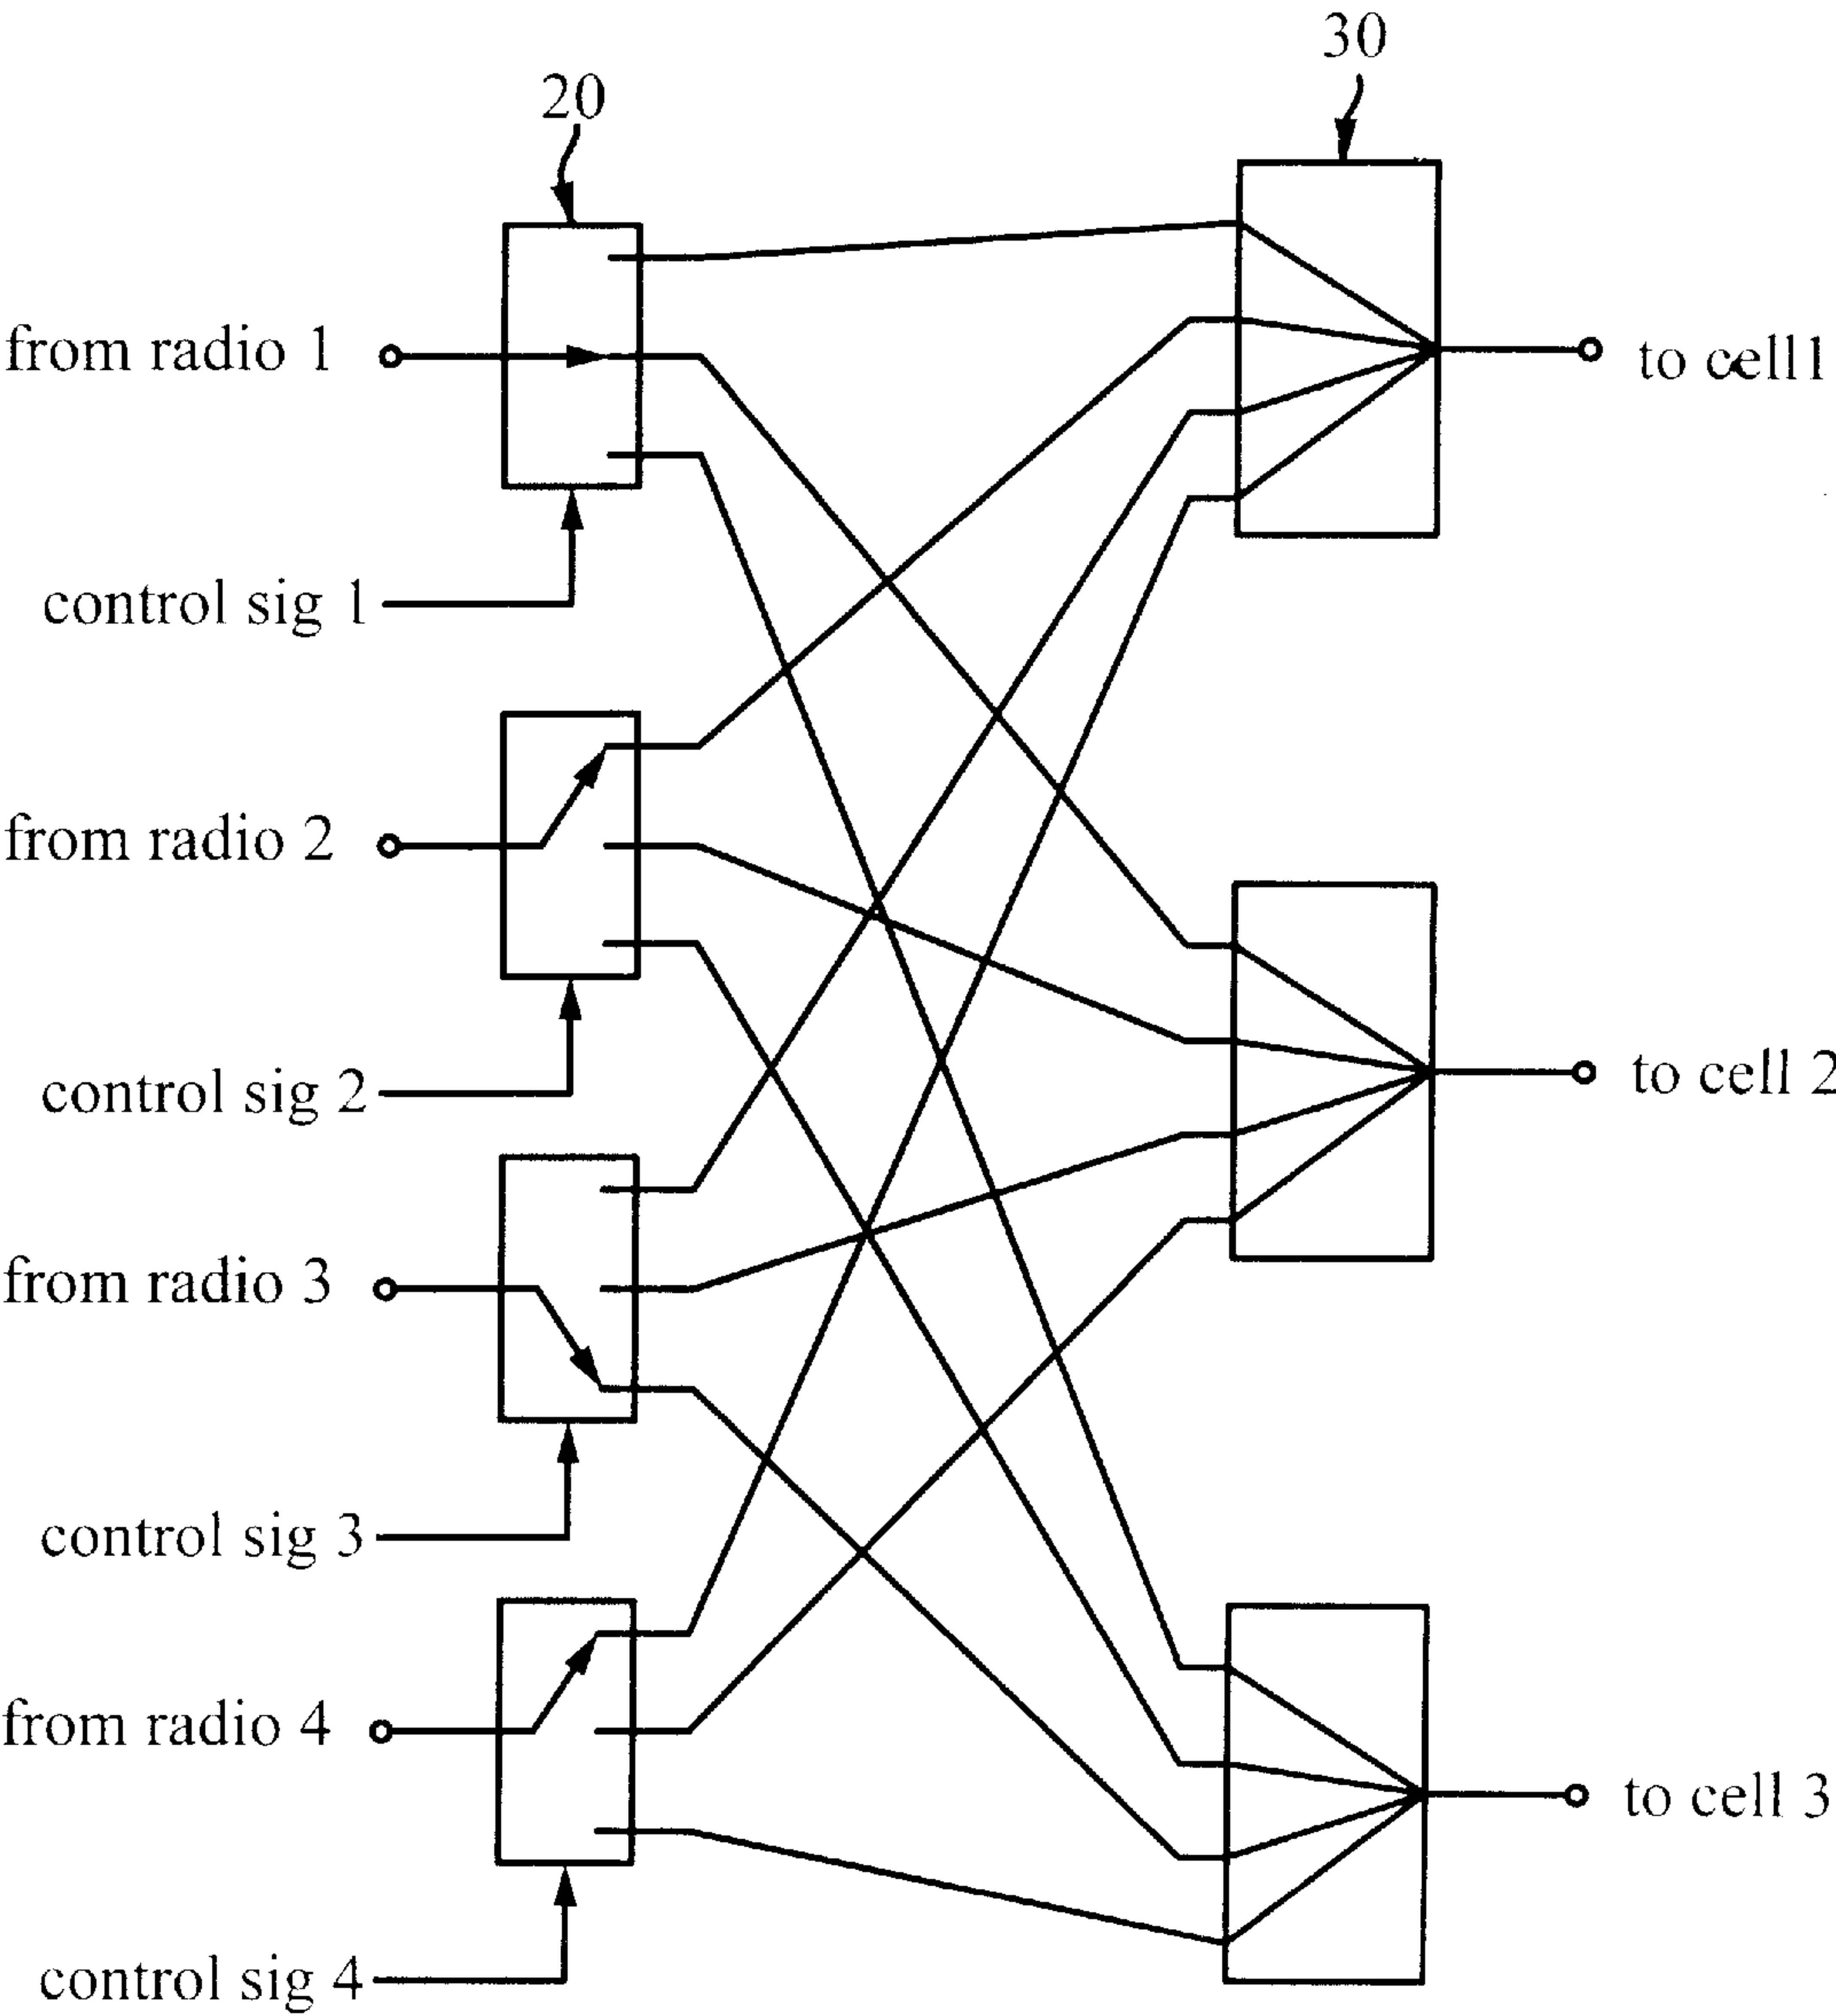 30
20
from radio 1
to cell1
control sig 1
from radio 2
control sig 2
to cell 2
from radio 3
control sig 3
from radio 4
to cell 3
control sig 4